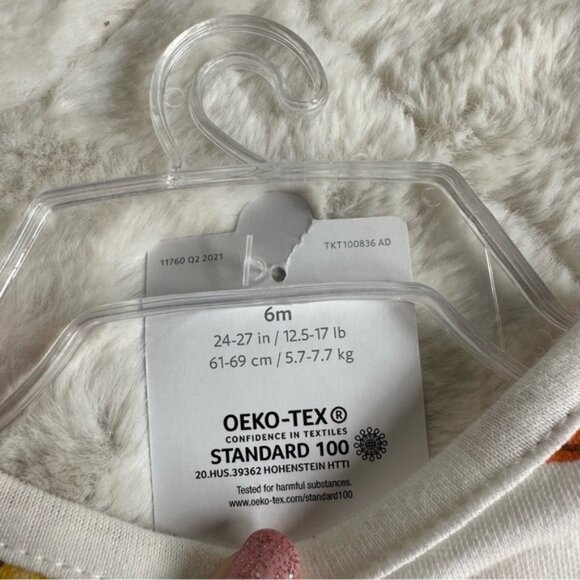 11760 Q2 2021 TKT100836 AD
6m
24-27 in / 12.5-17 lb
61-69 cm / 5.7-7.7 kg
OEKO-TEX®
CONFIDENCE IN TEXTILES
STANDARD 100
20.HUS.39362 HOHENSTEIN HTTI
Tested for harmful substances.
www.oeko-tex.com/standard100